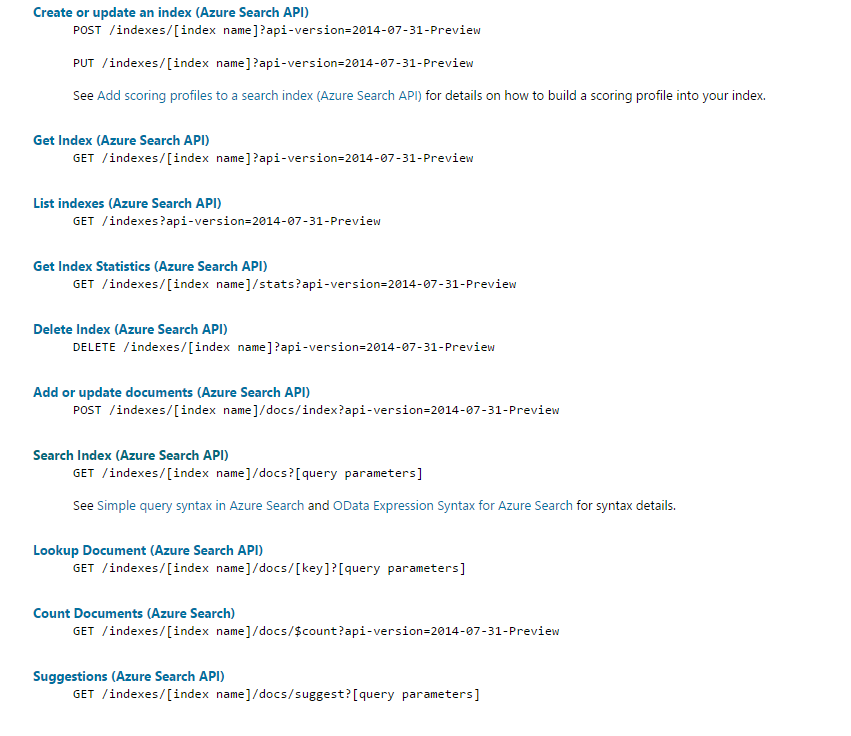 Create or update an index (Azure Search API)
POST /indexes/[index name]?api-version=2014-07-31-Preview
PUT /indexes/[index name]?api-version=2014-07-31-Preview
See Add scoring profiles to a search index (Azure Search API) for details on how to build a scoring profile into your index.
Get Index (Azure Search API)
GET /indexes/[index name]?api-version=2014-07-31-Preview
List indexes (Azure Search API)
GET /indexes?api-version=2014-07-31-Preview
Get Index Statistics (Azure Search API)
GET /indexes/[index name]/stats?api-version=2014-07-31-Preview
Delete Index (Azure Search API)
DELETE /indexes/[index name]?api-version=2014-07-31-Preview
Add or update documents (Azure Search API)
POST /indexes/[index name]/docs/index?api-version=2014-07-31-Preview
Search Index (Azure Search API)
GET /indexes/[index name]/docs?[query parameters]
See Simple query syntax in Azure Search and OData Expression Syntax for Azure Search for syntax details.
Lookup Document (Azure Search API)
GET /indexes/[index name]/docs/[key]?[query parameters]
Count Documents (Azure Search)
GET /indexes/[index name]/docs/$count?api-version=2014-07-31-Preview
Suggestions (Azure Search API)
GET /indexes/[index name]/docs/suggest?[query parameters]